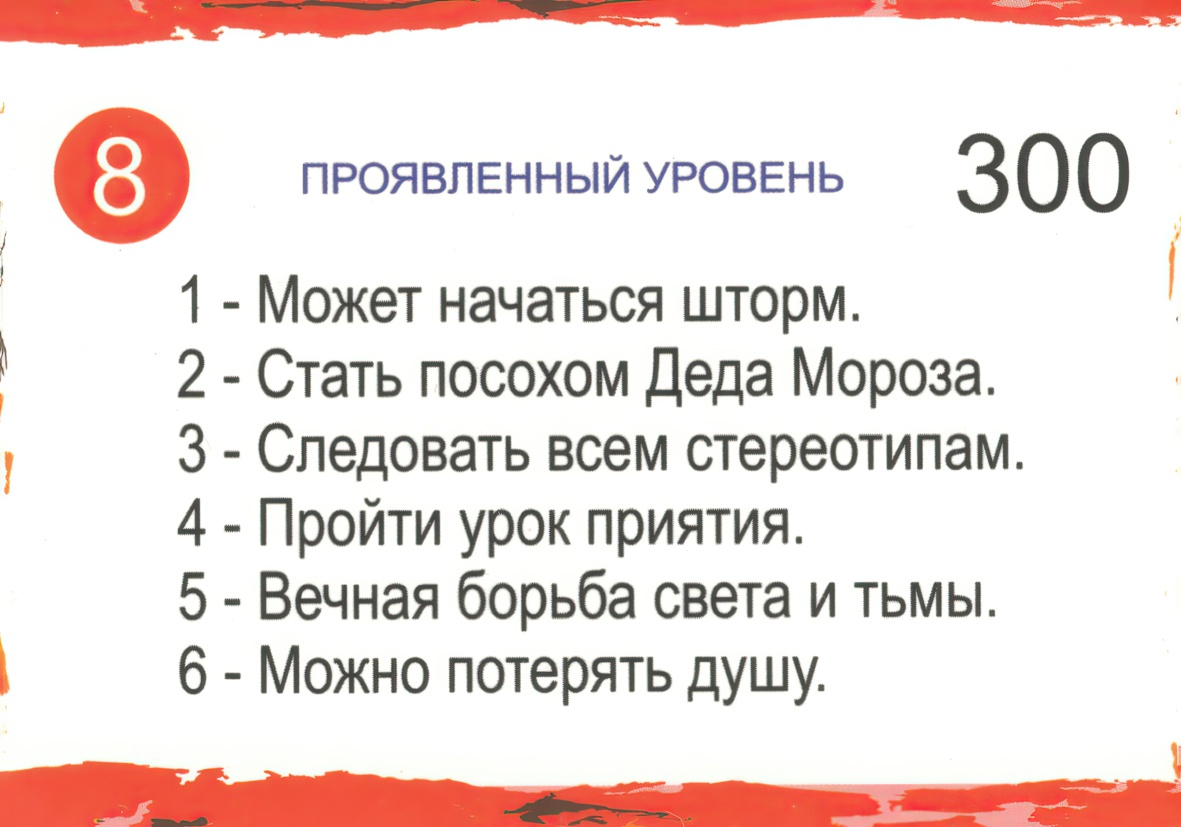 8 ПРОЯВЛЕННЫЙ УРОВЕНЬ 300
1 - Может начаться шторм.
2 - Стать посохом Деда Мороза.
3 - Следовать всем стереотипам.
4 - Пройти урок приятия.
5 - Вечная борьба света и тьмы.
6 - Можно потерять душу.